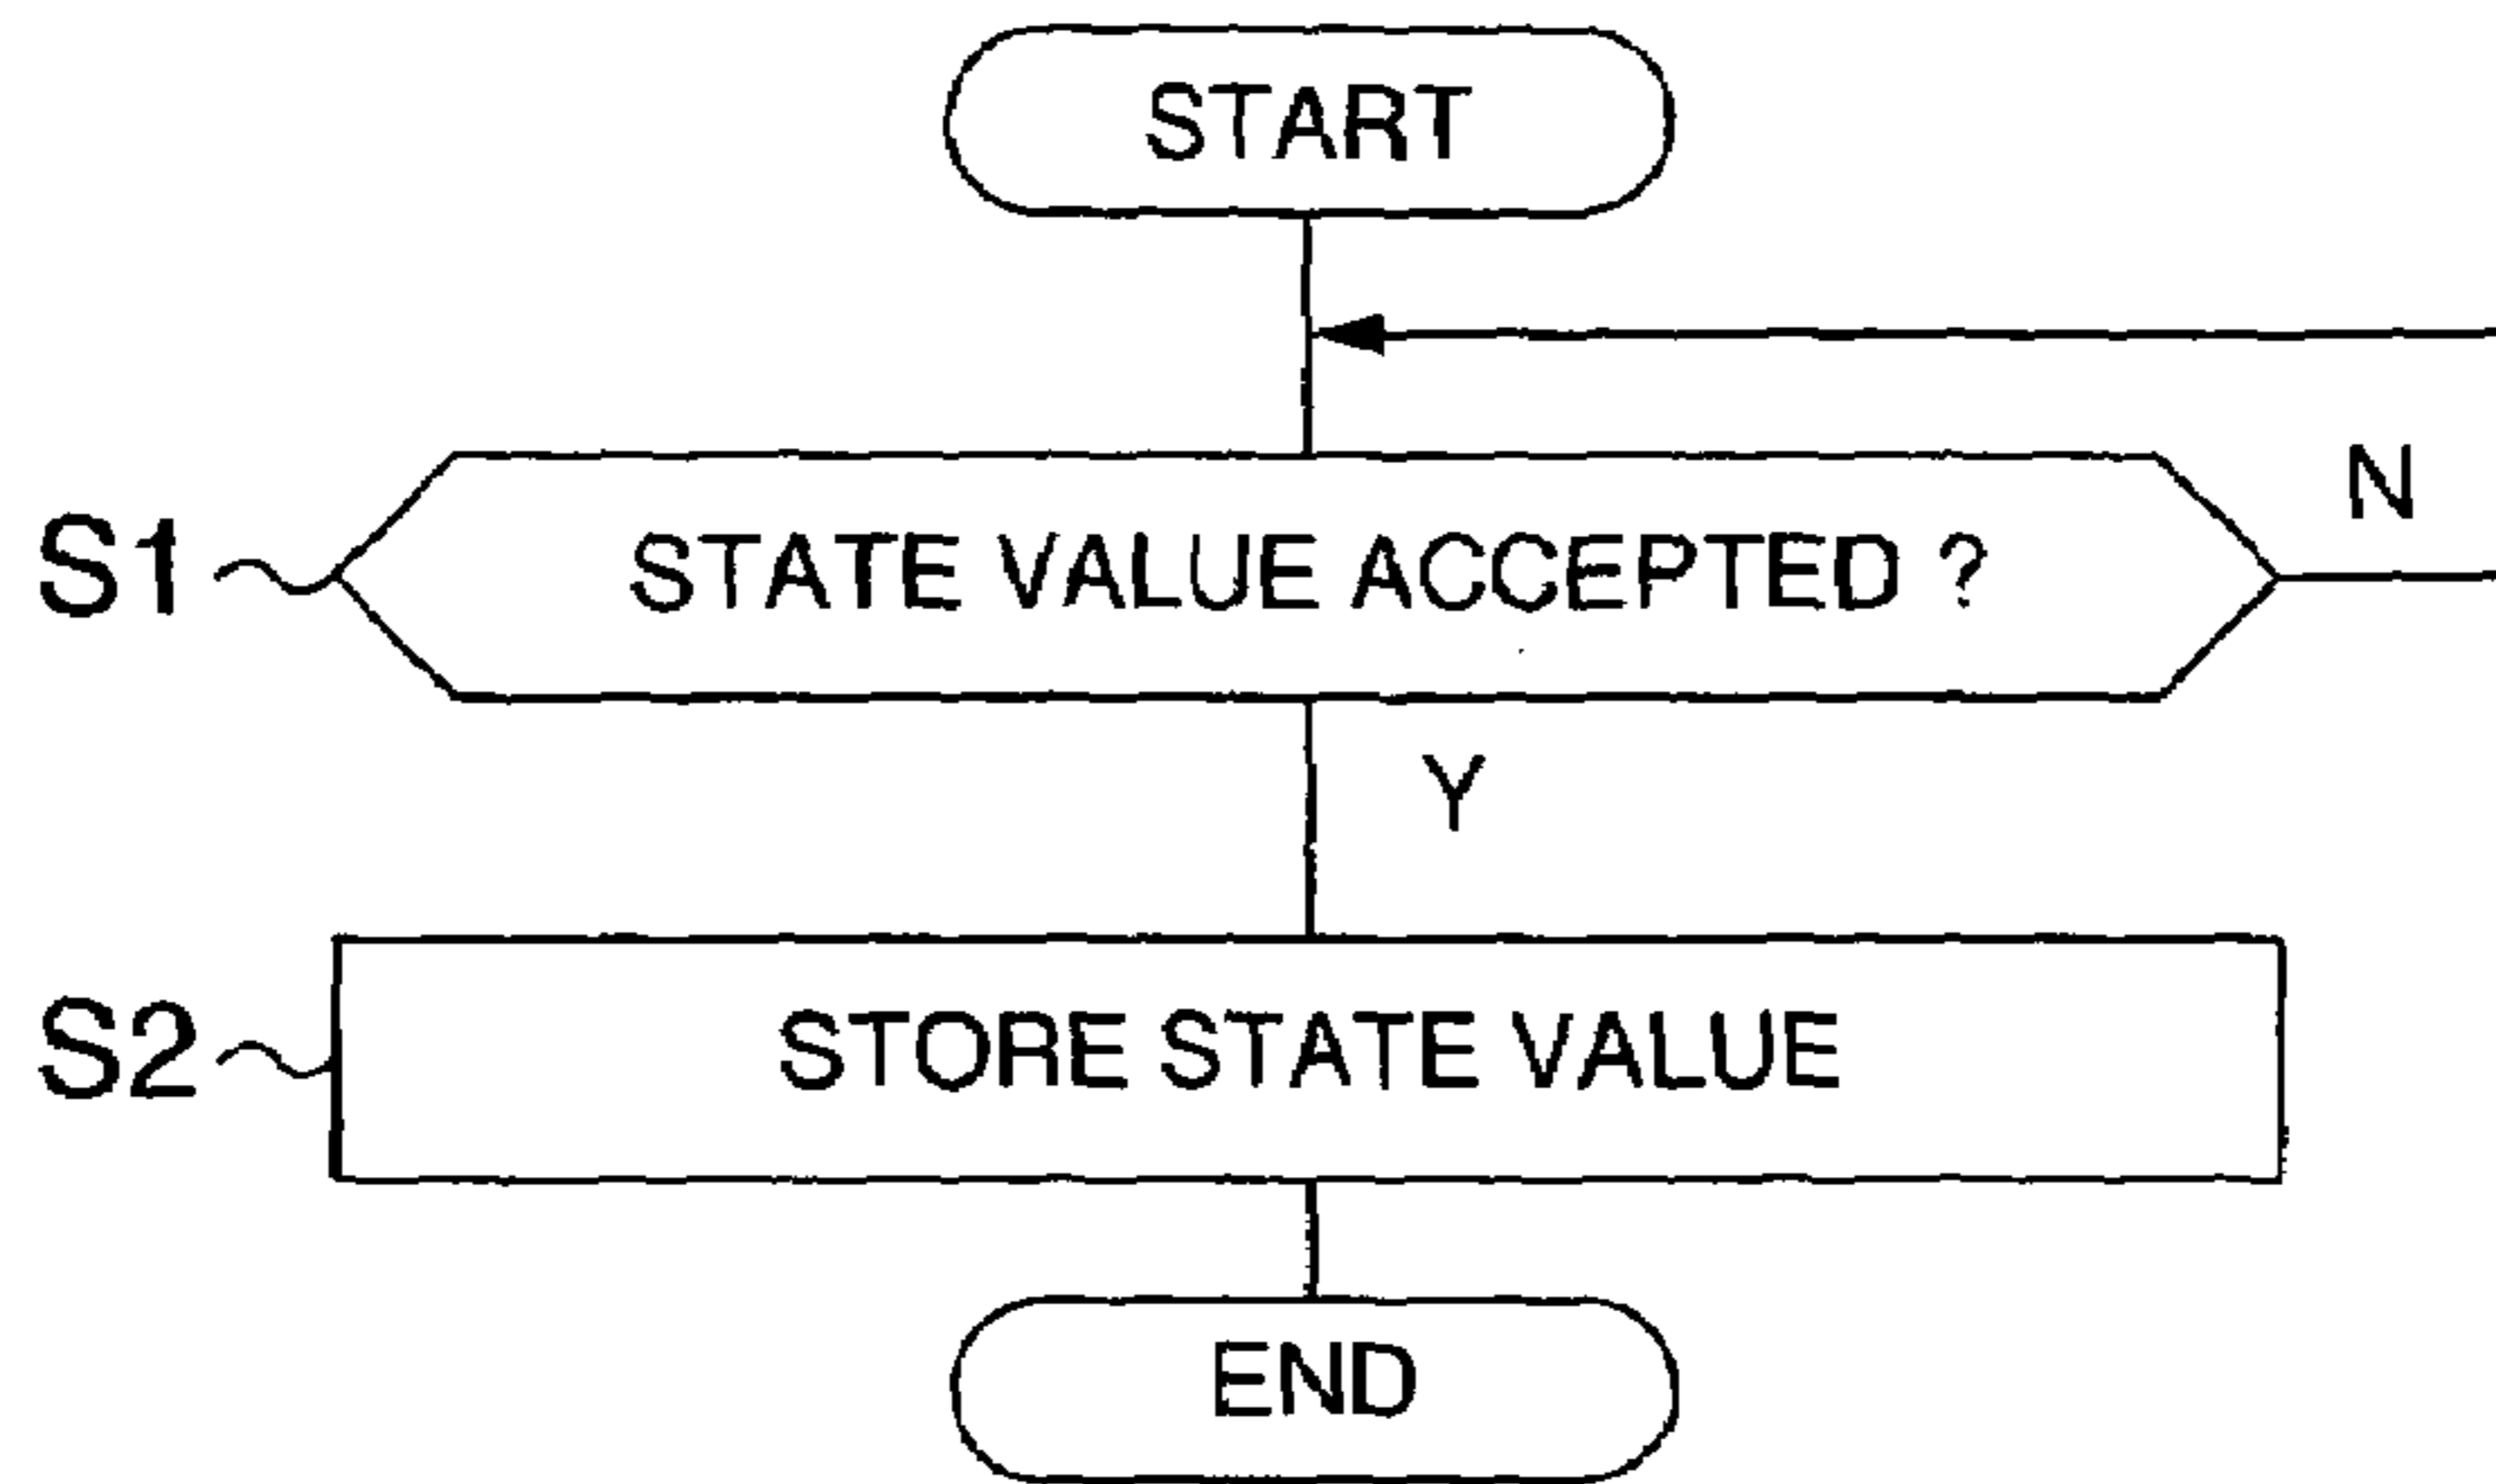 START
N
S1 STATE VALUE ACCEPTED ?
Y
S2 STORE STATE VALUE
END